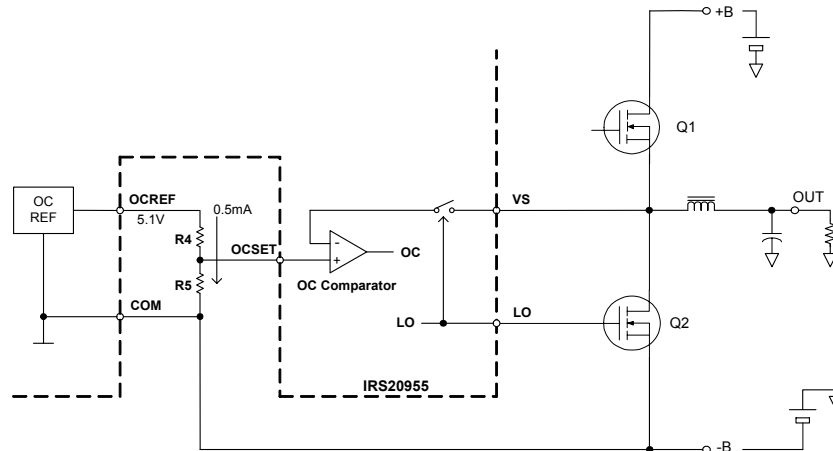 +B
Q1
OC
REF
OCREF
5.1V
0.5mA
VS
OUT
R4
OCSET
-
+
OC
R5
OC Comparator
COM
LO
LO
Q2
IRS20955
-B